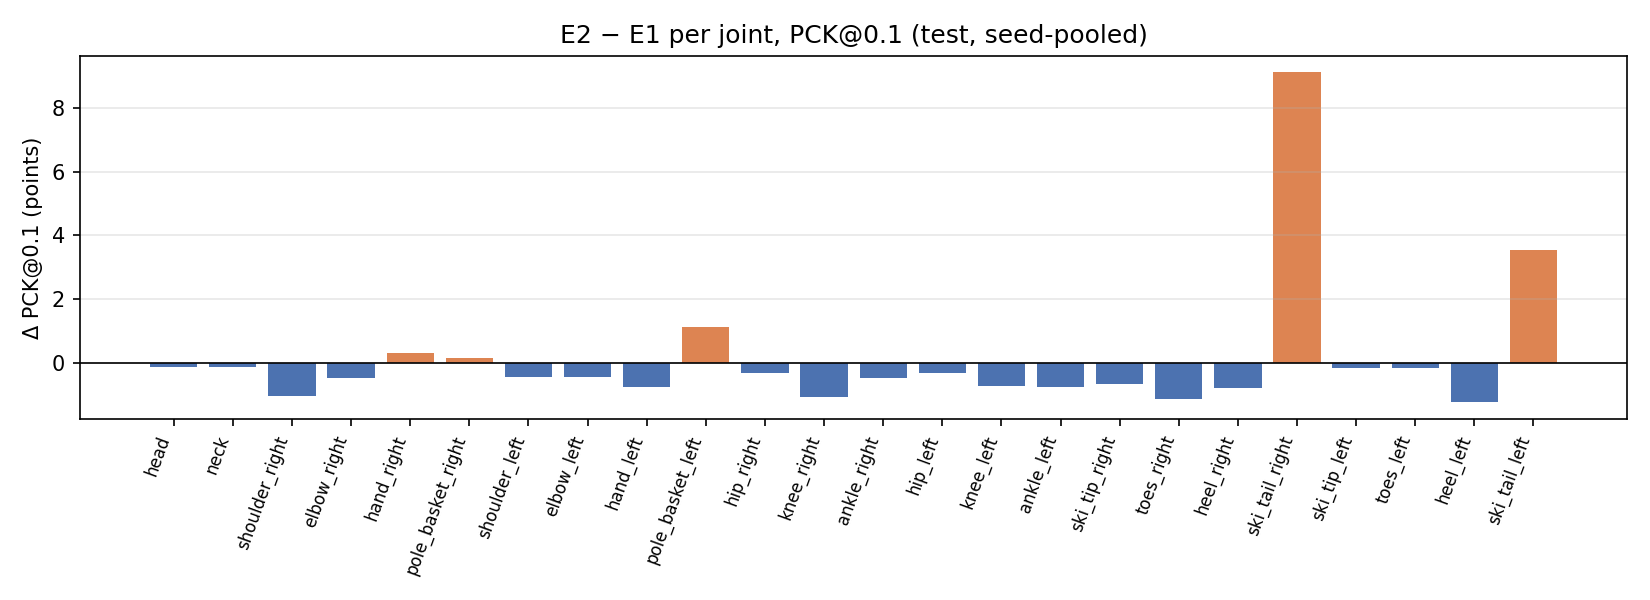 E2 − E1 per joint, PCK@0.1 (test, seed-pooled)
Δ PCK@0.1 (points)
8
6
4
2
0
head
neck
shoulder_right
elbow_right
hand_right
pole_basket_right
shoulder_left
elbow_left
hand_left
pole_basket_left
hip_right
knee_right
ankle_right
hip_left
knee_left
ankle_left
ski_tip_right
toes_right
heel_right
ski_tail_right
ski_tip_left
toes_left
heel_left
ski_tail_left